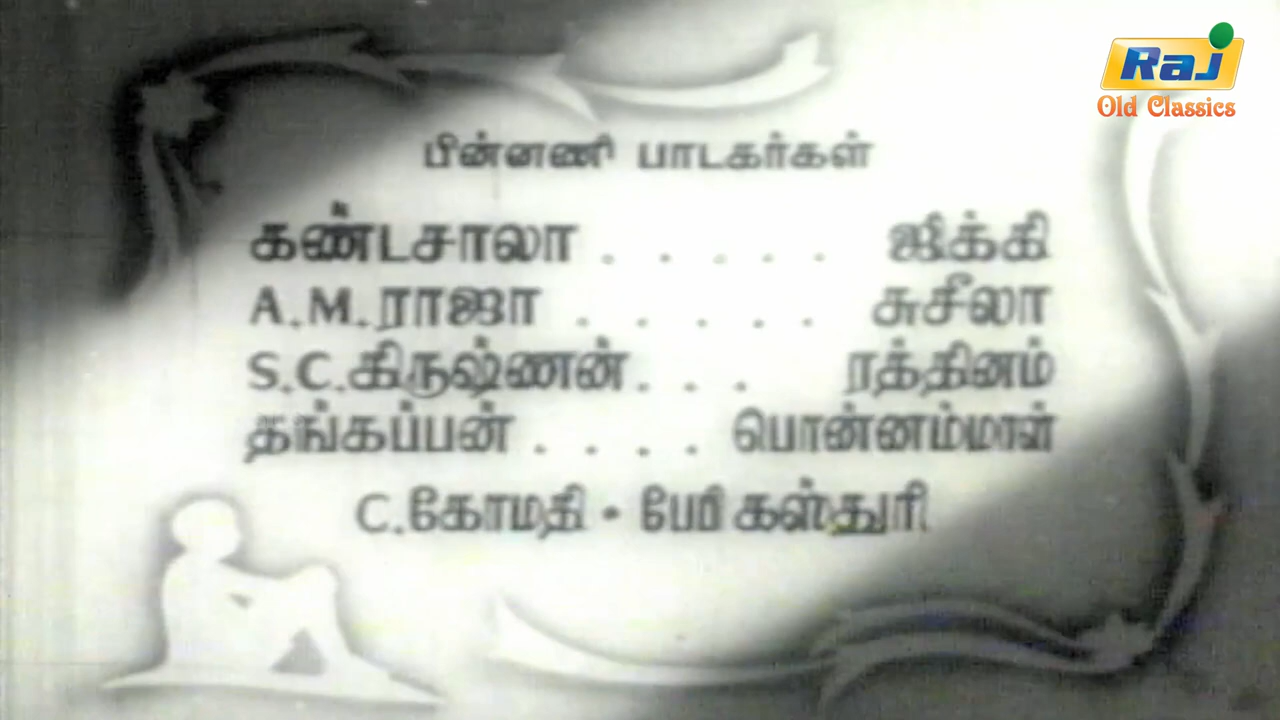 Raj
Old Classics
பின்னணி பாடகர்கள்
கண்டசாலா . . . . . ஜிக்கி
A.M.ராஜா . . . . . சுசீலா
S.C.கிருஷ்ணன் . . . ரத்தினம்
தங்கப்பன் . . . . பொன்னம்மாள்
C.கோமதி • பேபி கஸ்தூரி